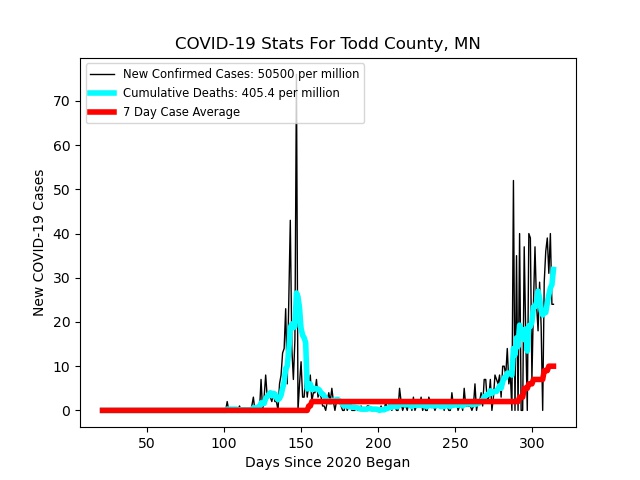 COVID-19 Stats For Todd County, MN
New Confirmed Cases: 50500 per million
Cumulative Deaths: 405.4 per million
7 Day Case Average
New COVID-19 Cases
70
60
50
40
30
20
10
0
50 100 150 200 250 300
Days Since 2020 Began